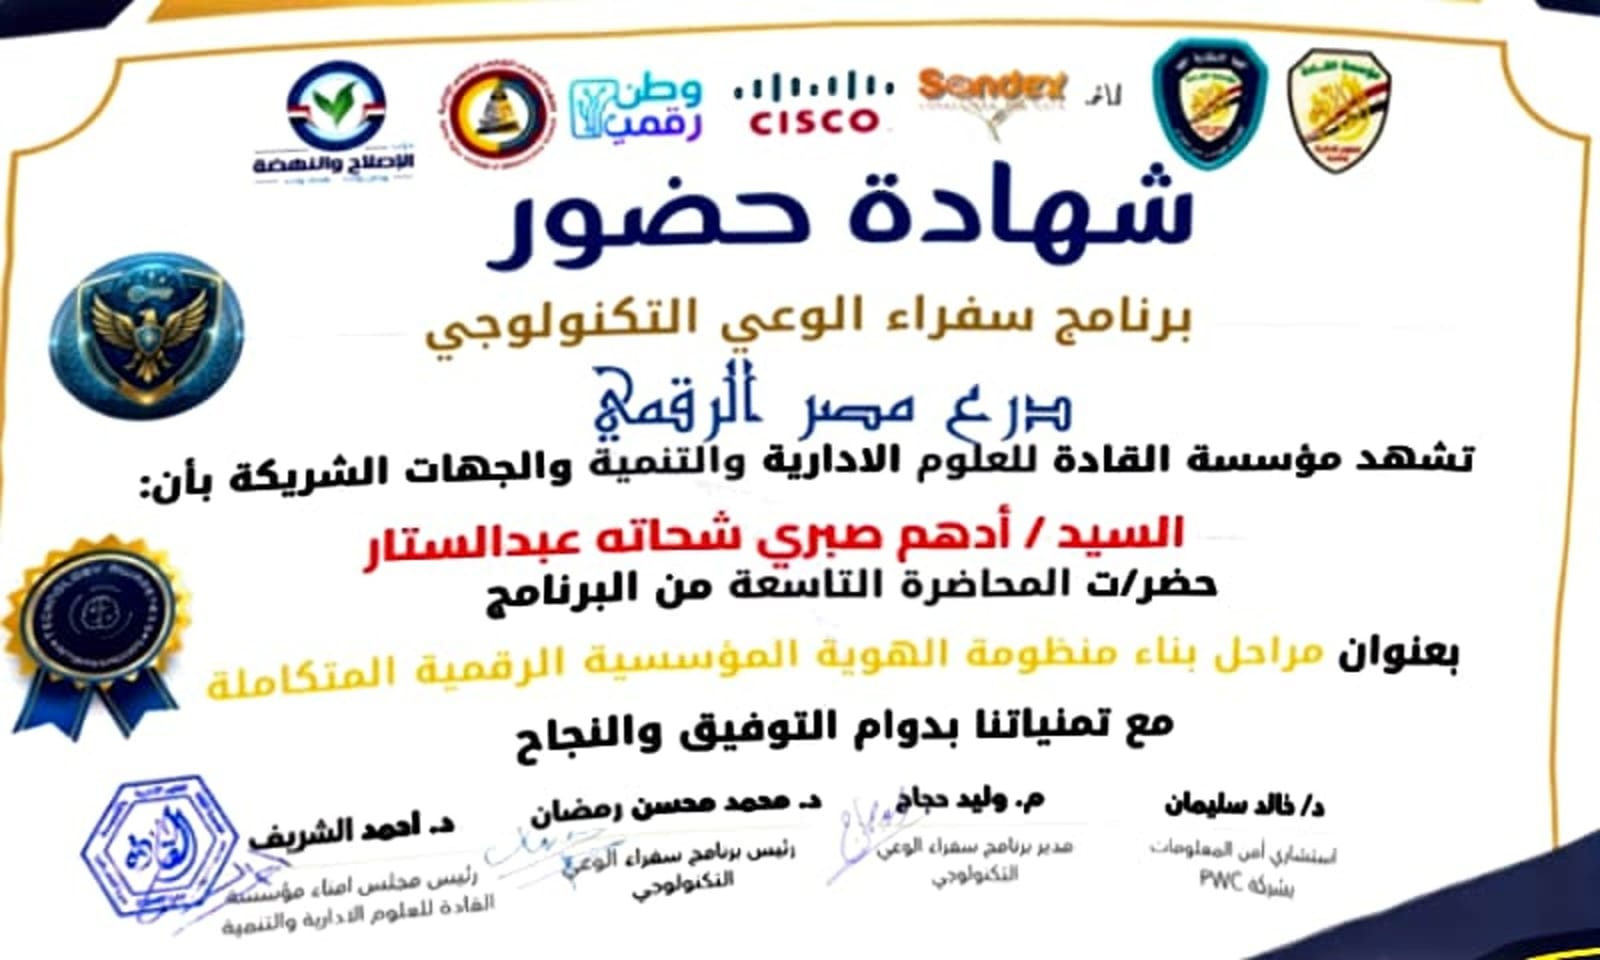 الإصلاح والنهضة
وطن رقمي
CISCO
شهادة حضور
برنامج سفراء الوعي التكنولوجي
درع مصر الرقمي
تشهد مؤسسة القادة للعلوم الادارية والتنمية والجهات الشريكة بأن:
السيد / أدهم صبري شحاته عبدالستار
حضر/ت المحاضرة التاسعة من البرنامج
بعنوان مراحل بناء منظومة الهوية المؤسسية الرقمية المتكاملة
مع تمنياتنا بدوام التوفيق والنجاح
د/ خالد سليمان
استشاري أمن المعلومات
بشركة PWC
م. وليد حجاج
مدير برنامج سفراء الوعي
التكنولوجي
د. محمد محسن رمضان
رئيس برنامج سفراء الوعي
التكنولوجي
د. احمد الشريف
رئيس مجلس امناء مؤسسة
القادة للعلوم الادارية والتنمية